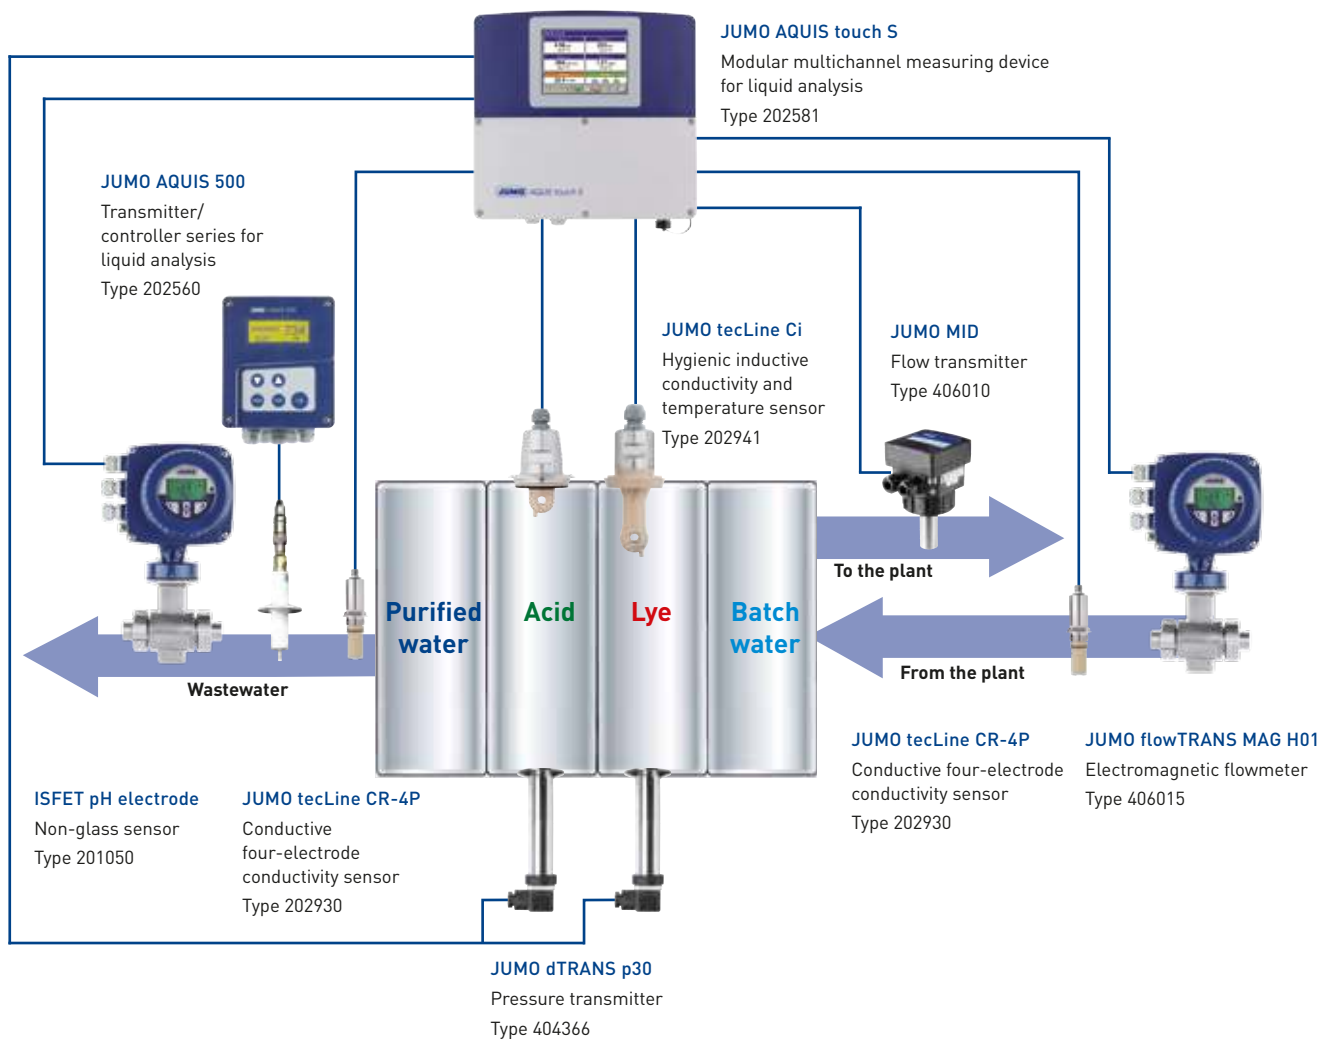 JUMO AQUIS touch S
Modular multichannel measuring device
for liquid analysis
Type 202581
JUMO AQUIS 500
Transmitter/
controller series for
liquid analysis
Type 202560
JUMO AQUIS touch S
JUMO tecLine Ci
Hygienic inductive
conductivity and
temperature sensor
Type 202941
JUMO MID
Flow transmitter
Type 406010
To the plant
Purified
water
Acid
Lye
Batch
water
From the plant
Wastewater
ISFET pH electrode
Non-glass sensor
Type 201050
JUMO tecLine CR-4P
Conductive
four-electrode
conductivity sensor
Type 202930
JUMO tecLine CR-4P
Conductive four-electrode
conductivity sensor
Type 202930
JUMO flowTRANS MAG H01
Electromagnetic flowmeter
Type 406015
JUMO dTRANS p30
Pressure transmitter
Type 404366